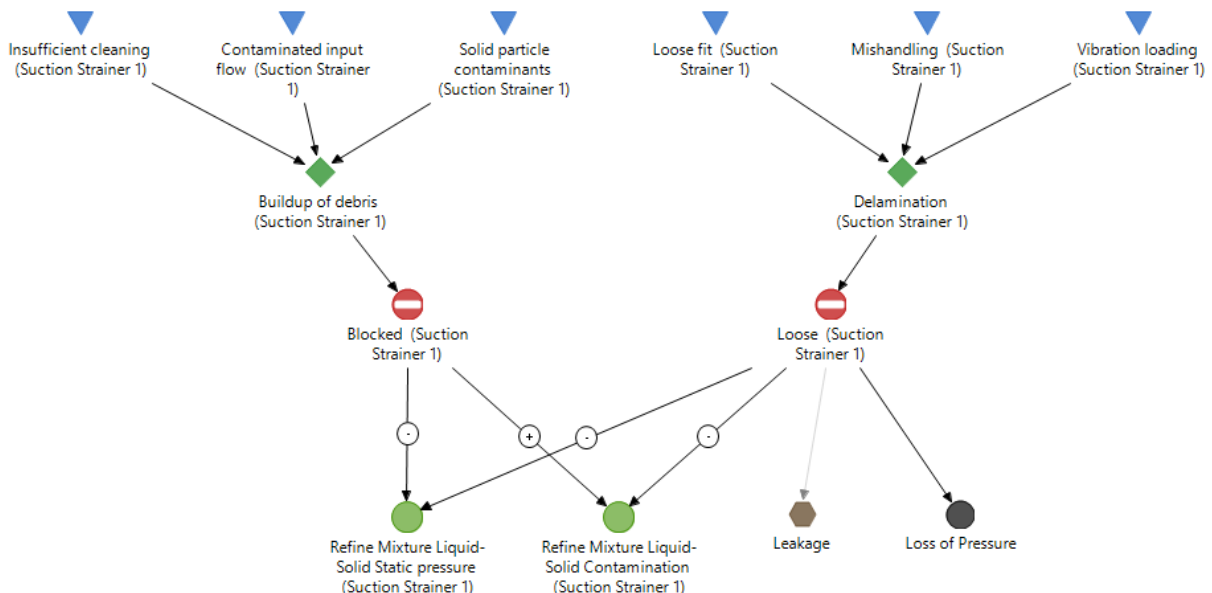 Insufficient cleaning
(Suction Strainer 1)
Contaminated input
flow (Suction Strainer
1)
Solid particle
contaminants
(Suction Strainer 1)
Loose fit (Suction
Strainer 1)
Mishandling (Suction
Strainer 1)
Vibration loading
(Suction Strainer 1)
Buildup of debris
(Suction Strainer 1)
Delamination
(Suction Strainer 1)
Blocked (Suction
Strainer 1)
Loose (Suction
Strainer 1)
-
+
-
-
Refine Mixture Liquid-
Solid Static pressure
(Suction Strainer 1)
Refine Mixture Liquid-
Solid Contamination
(Suction Strainer 1)
Leakage
Loss of Pressure